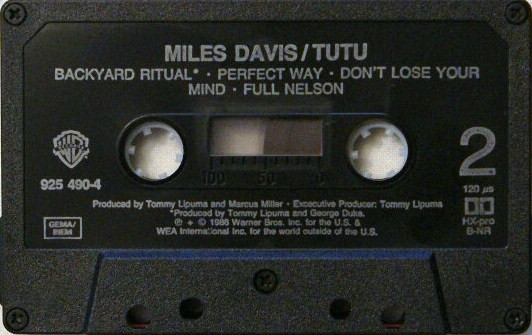 MILES DAVIS/TUTU
BACKYARD RITUAL* · PERFECT WAY · DON'T LOSE YOUR
MIND · FULL NELSON
WB
925 490-4
100 50
2
120 µs
HX-pro
B-NR
GEMA/
BIEM
Produced by Tommy Lipuma and Marcus Miller · Excecutive Producer: Tommy Lipuma
*Produced by Tommy Lipuma and George Duke.
℗ + © 1986 Warner Bros. Inc. for the U.S. &
WEA International Inc. for the world outside of the U.S.